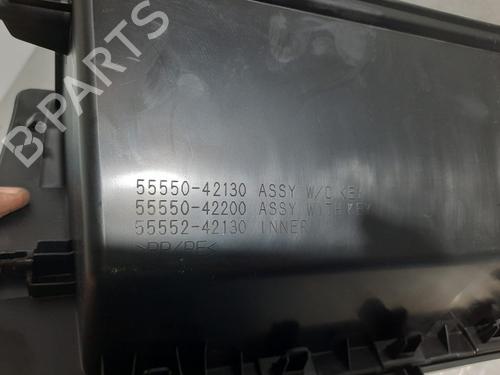 B-PARTS
55550-42130 ASSY W/O KEY
55550-42200 ASSY WITH KEY
55552-42130 INNER
>PP/PE<